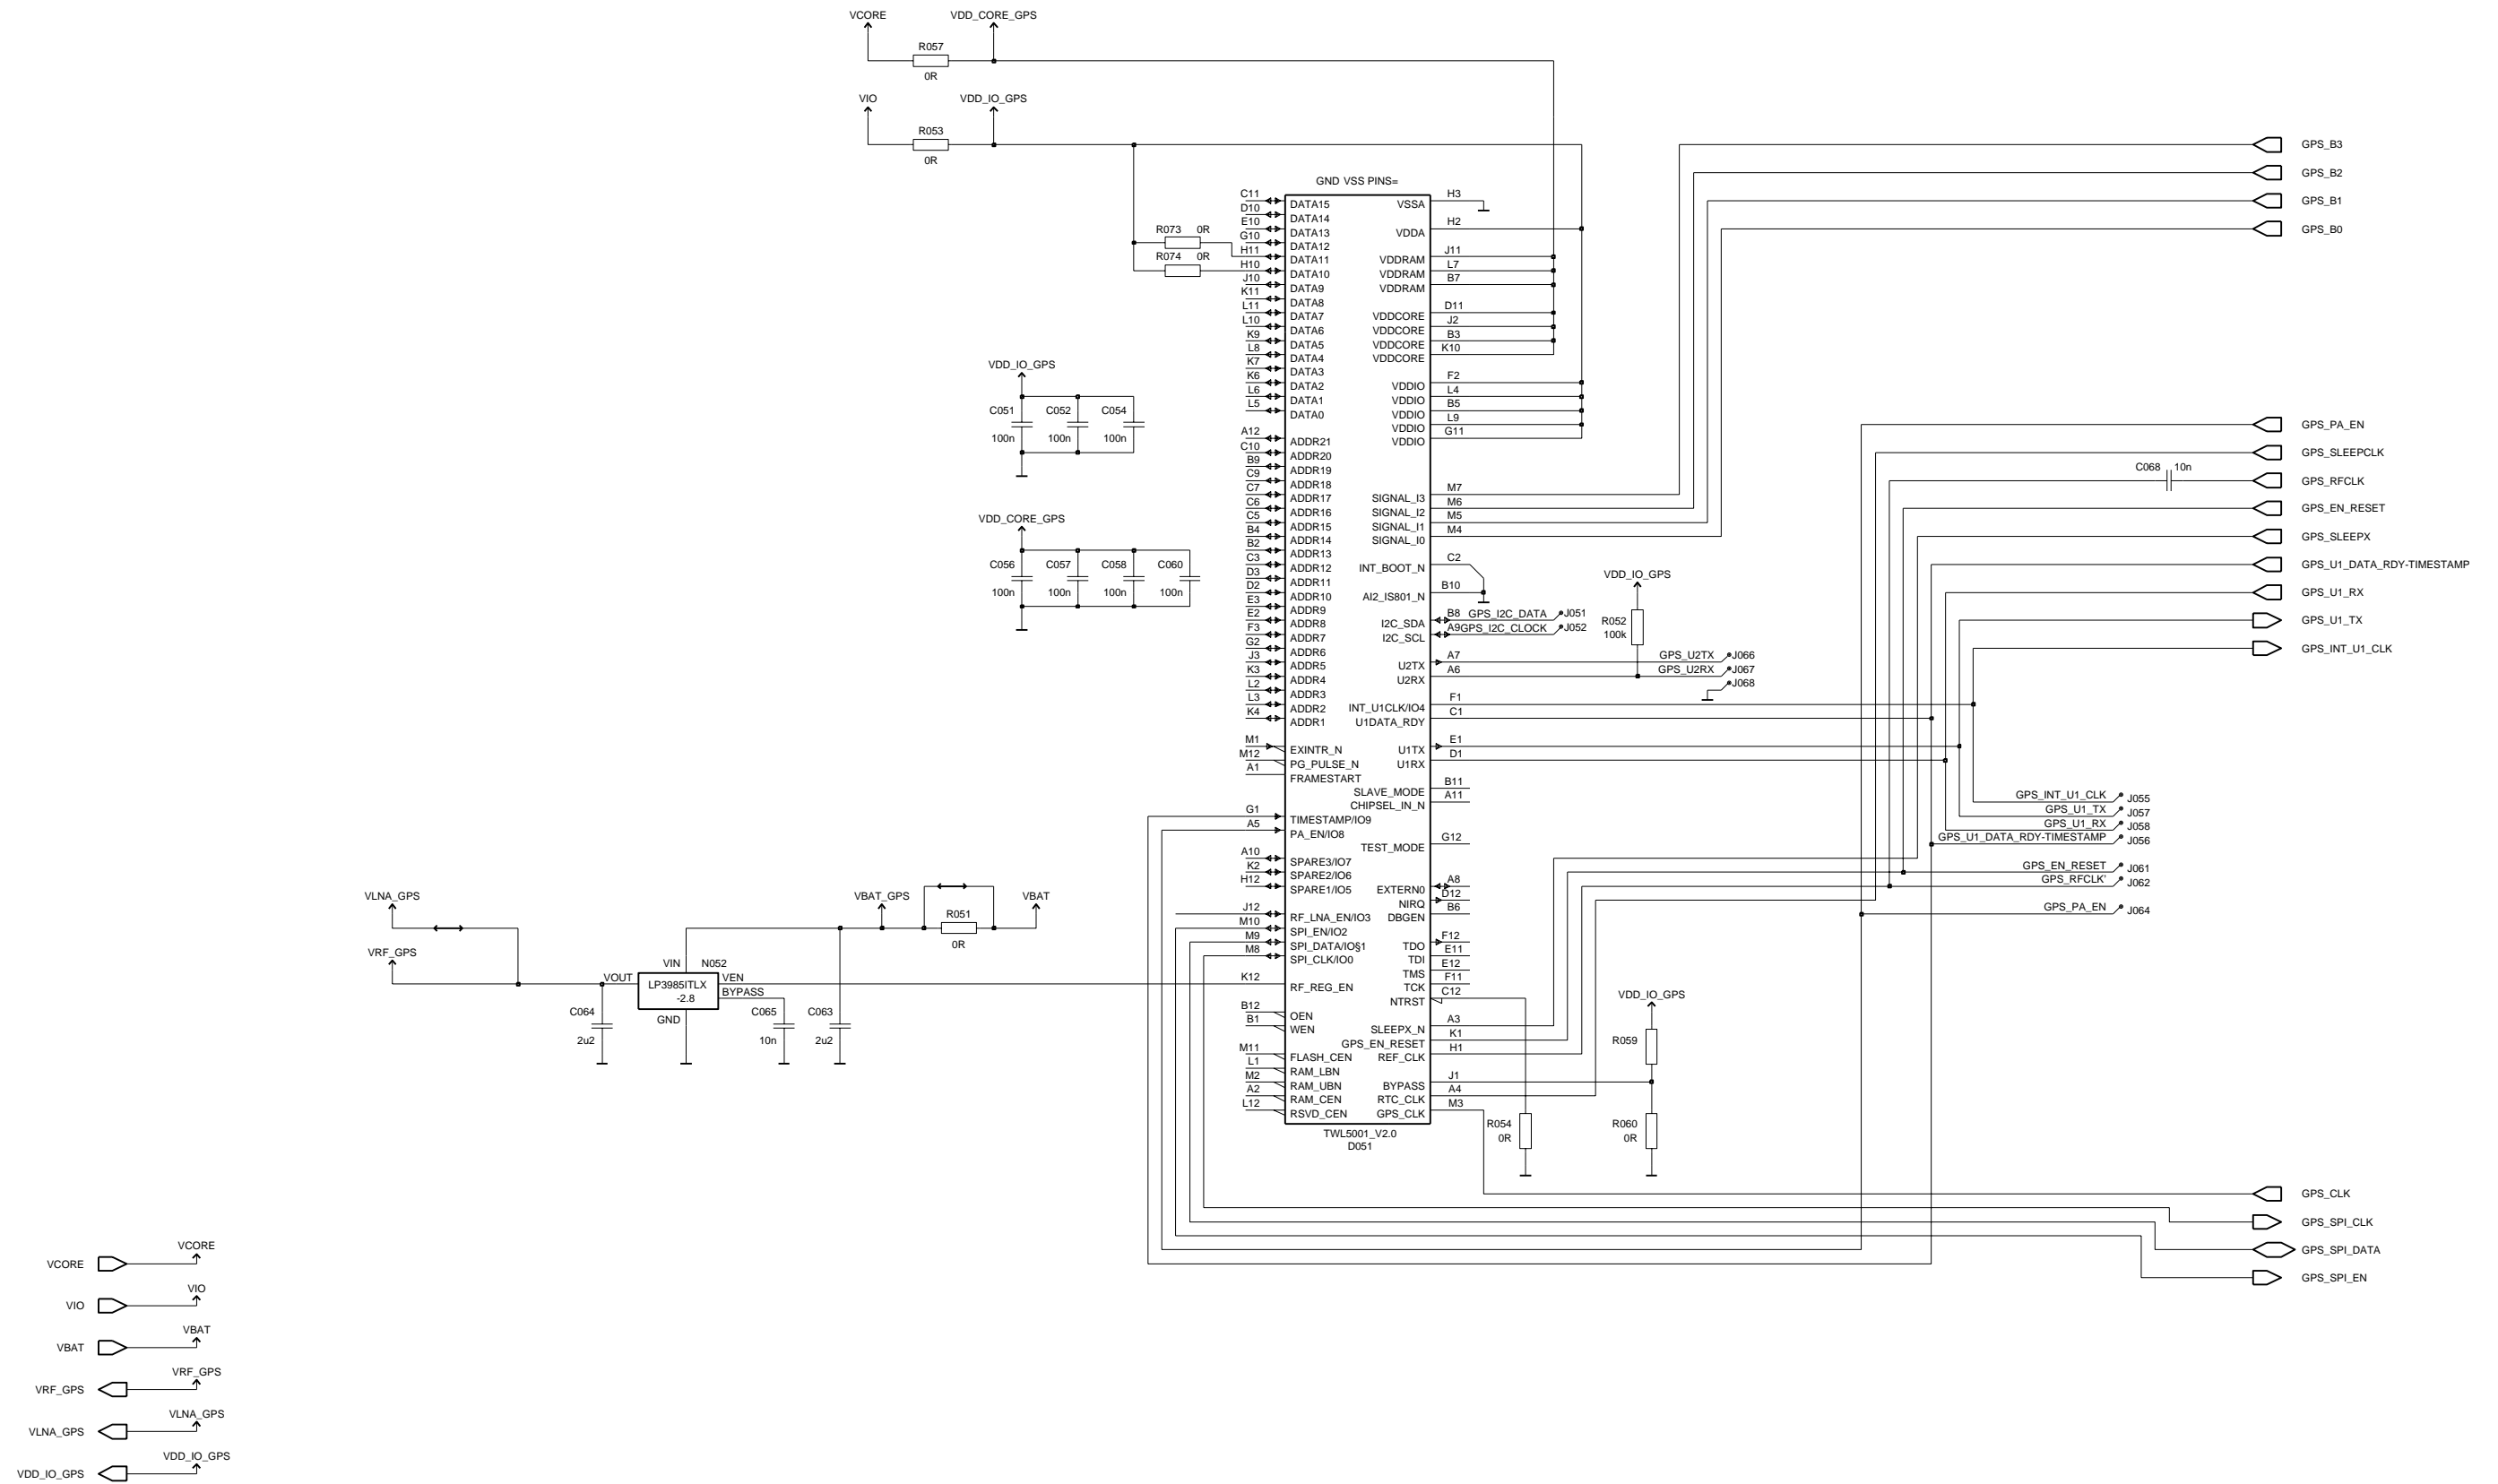 VCORE VDD_CORE_GPS
R057
0R
VIO VDD_IO_GPS
R053
0R
GPS_B3
GPS_B2
GPS_B1
GPS_B0
GND VSS PINS=
R073 0R
R074 0R
C11 DATA15
D10 DATA14
E10 DATA13
G10 DATA12
H11 DATA11
H10 DATA10
J10 DATA9
K11 DATA8
L11 DATA7
L10 DATA6
K9 DATA5
L8 DATA4
K7 DATA3
K6 DATA2
L6 DATA1
L5 DATA0
A12 ADDR21
C10 ADDR20
B9 ADDR19
C9 ADDR18
C7 ADDR17
C6 ADDR16
C5 ADDR15
B4 ADDR14
B2 ADDR13
C3 ADDR12
D3 ADDR11
D2 ADDR10
E3 ADDR9
E2 ADDR8
F3 ADDR7
G2 ADDR6
J3 ADDR5
K3 ADDR4
L2 ADDR3
L3 ADDR2
K4 ADDR1
M1 EXINTR_N
M12 PG_PULSE_N
A1 FRAMESTART
G1 TIMESTAMP/IO9
A5 PA_EN/IO8
A10 SPARE3/IO7
K2 SPARE2/IO6
H12 SPARE1/IO5
J12 RF_LNA_EN/IO3
M10 SPI_EN/IO2
M9 SPI_DATA/IO§1
M8 SPI_CLK/IO0
K12 RF_REG_EN
B12 OEN
B1 WEN
M11 FLASH_CEN
L1 RAM_LBN
M2 RAM_UBN
A2 RAM_CEN
L12 RSVD_CEN
VSSA H3
VDDA H2
VDDRAM J11
VDDRAM L7
VDDRAM B7
VDDCORE D11
VDDCORE J2
VDDCORE B3
VDDCORE K10
VDDIO F2
VDDIO L4
VDDIO B5
VDDIO L9
VDDIO G11
SIGNAL_I3 M7
SIGNAL_I2 M6
SIGNAL_I1 M5
SIGNAL_I0 M4
INT_BOOT_N C2
AI2_IS801_N B10
I2C_SDA B8 GPS_I2C_DATA J051
I2C_SCL A9 GPS_I2C_CLOCK J052
U2TX A7 GPS_U2TX J066
U2RX A6 GPS_U2RX J067
J068
INT_U1CLK/IO4 F1
U1DATA_RDY C1
U1TX E1
U1RX D1
SLAVE_MODE B11
CHIPSEL_IN_N A11
TEST_MODE G12
EXTERN0 A8
NIRQ D12
DBGEN B6
TDO F12
TDI E11
TMS E12
TCK F11
NTRST C12
SLEEPX_N A3
GPS_EN_RESET K1
REF_CLK H1
BYPASS J1
RTC_CLK A4
GPS_CLK M3
TWL5001_V2.0
D051
VDD_IO_GPS
C051 C052 C054
100n 100n 100n
VDD_CORE_GPS
C056 C057 C058 C060
100n 100n 100n 100n
VDD_IO_GPS
R052
100k
GPS_PA_EN
GPS_SLEEPCLK
C068 10n
GPS_RFCLK
GPS_EN_RESET
GPS_SLEEPX
GPS_U1_DATA_RDY-TIMESTAMP
GPS_U1_RX
GPS_U1_TX
GPS_INT_U1_CLK
GPS_INT_U1_CLK J055
GPS_U1_TX J057
GPS_U1_RX J058
GPS_U1_DATA_RDY-TIMESTAMP J056
GPS_EN_RESET J061
GPS_RFCLK' J062
GPS_PA_EN J064
VLNA_GPS
VBAT_GPS
VBAT
R051
0R
VRF_GPS
VIN N052
VOUT
VEN
LP3985ITLX
-2.8
BYPASS
GND
C064
2u2
C065
10n
C063
2u2
VDD_IO_GPS
R059
R054
0R
R060
0R
GPS_CLK
GPS_SPI_CLK
GPS_SPI_DATA
GPS_SPI_EN
VCORE VCORE
VIO VIO
VBAT VBAT
VRF_GPS VRF_GPS
VLNA_GPS VLNA_GPS
VDD_IO_GPS VDD_IO_GPS